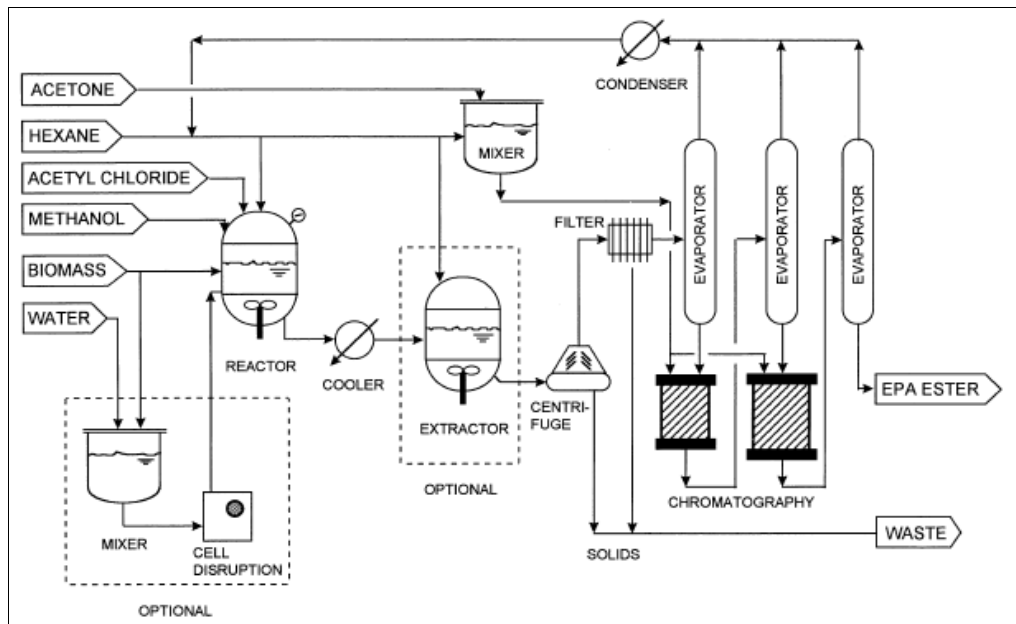 CONDENSER
ACETONE
HEXANE
MIXER
ACETYL CHLORIDE
METHANOL
FILTER
EVAPORATOR
EVAPORATOR
EVAPORATOR
BIOMASS
WATER
REACTOR
COOLER
EXTRACTOR
CENTRI-
FUGE
EPA ESTER
OPTIONAL
CHROMATOGRAPHY
MIXER
CELL
DISRUPTION
SOLIDS
WASTE
OPTIONAL